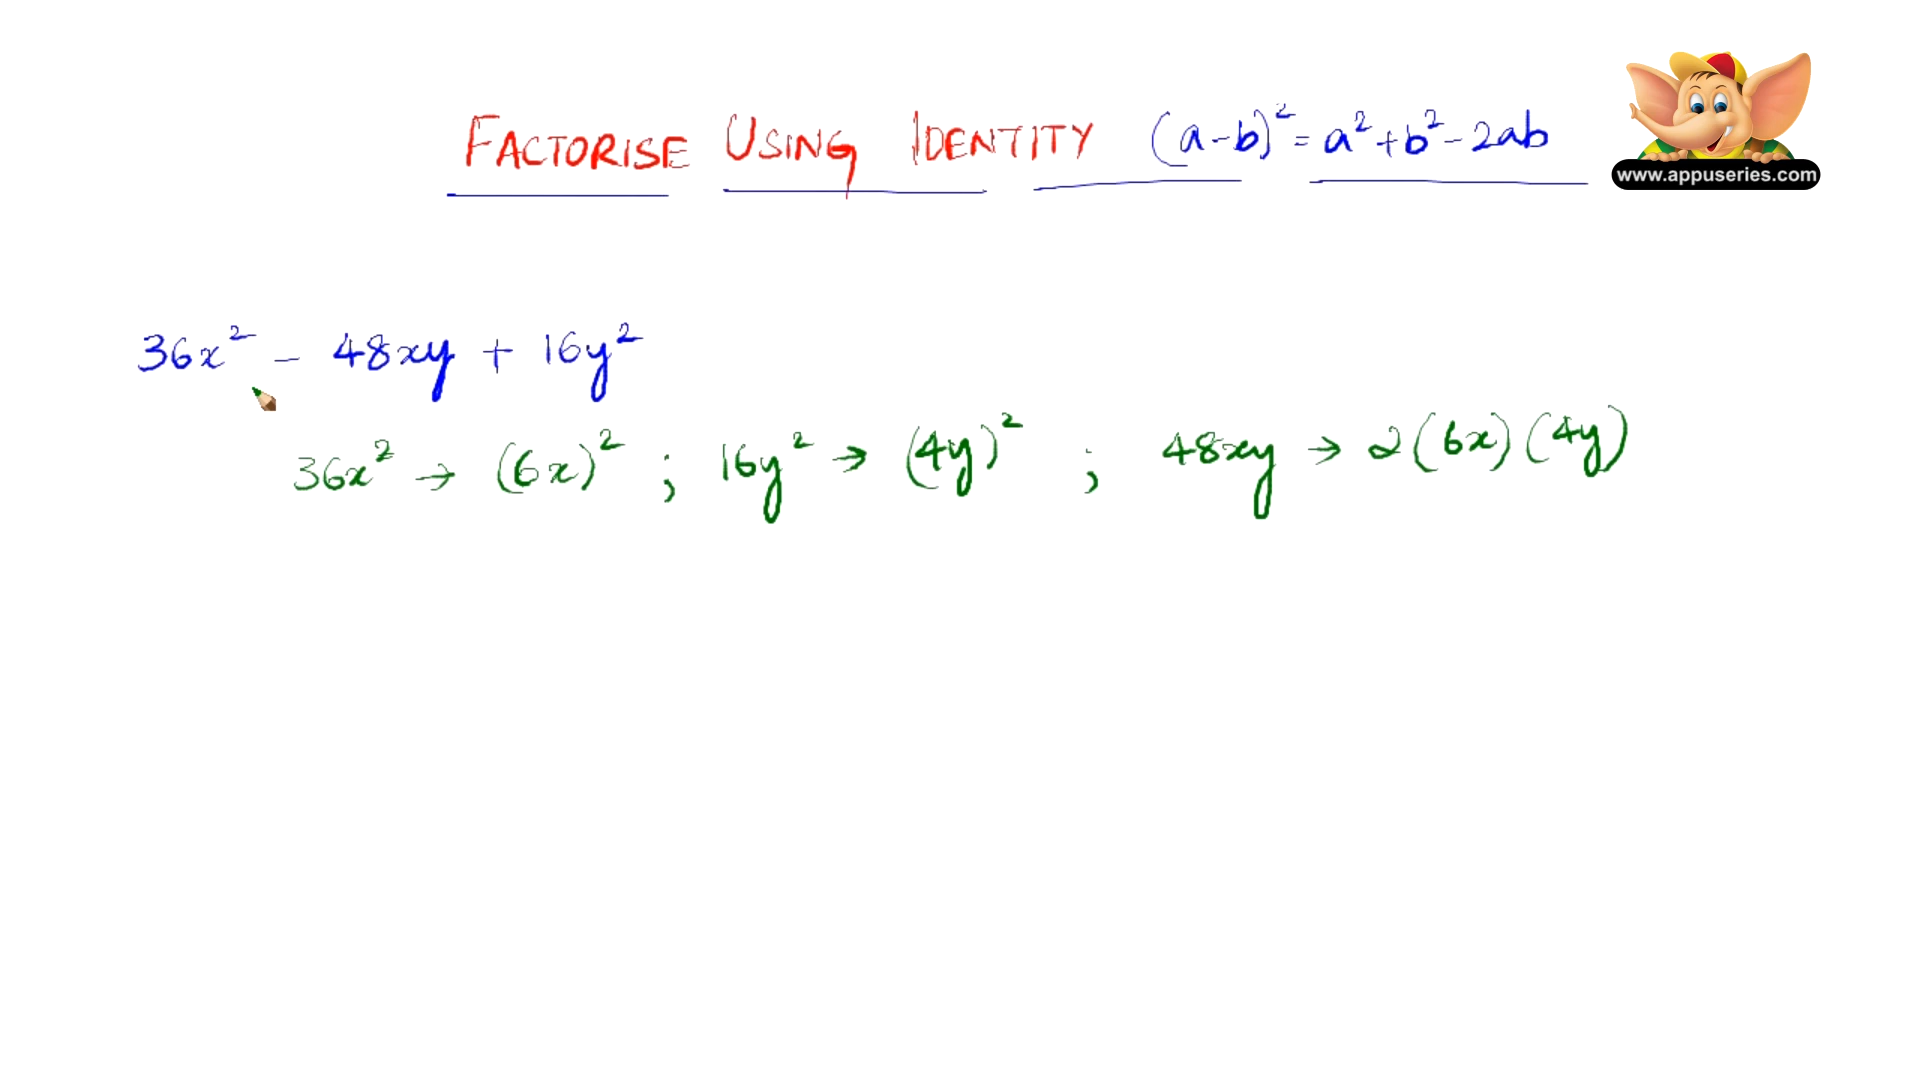 FACTORISE USING IDENTITY (a-b)² = a² + b² - 2ab
www.appuseries.com
36x² - 48xy + 16y²
36x² → (6x)² ; 16y² → (4y)² ; 48xy → 2(6x)(4y)